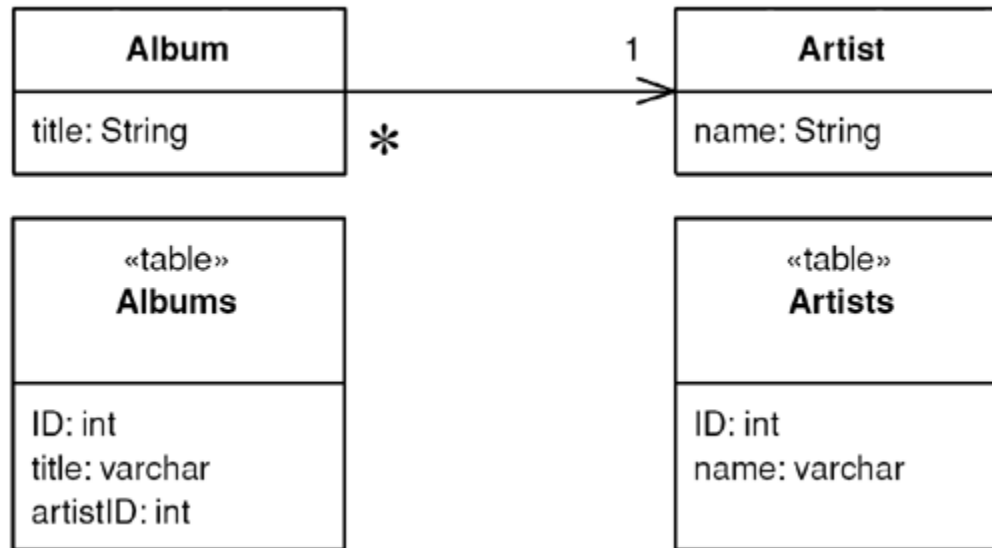 Album
title: String
1
*
Artist
name: String
«table»
Albums
ID: int
title: varchar
artistID: int
«table»
Artists
ID: int
name: varchar